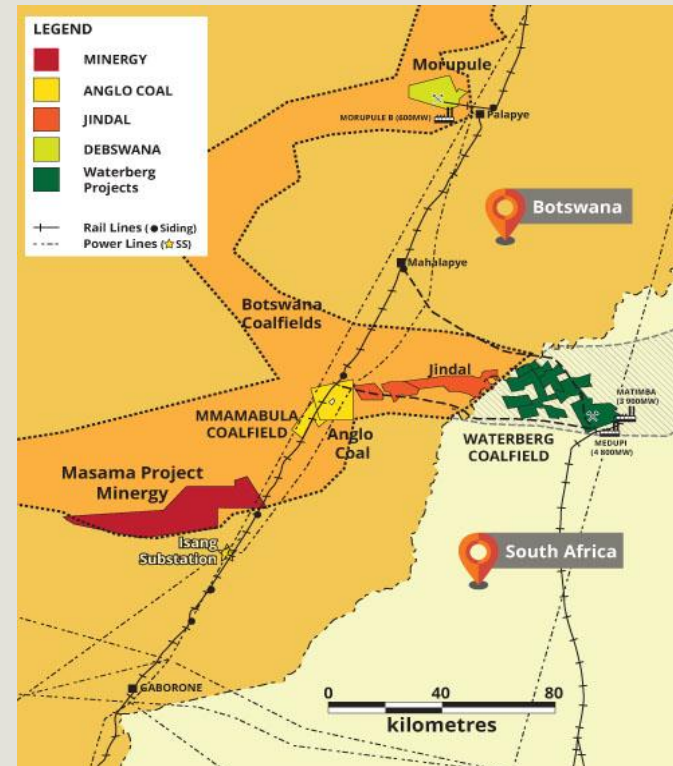 LEGEND
MINERGY
ANGLO COAL
JINDAL
DEBSWANA
Waterberg
Projects
Rail Lines (● Siding)
Power Lines (☆SS)
Morupule
MORUPULE B (600MW)
Palapye
Botswana
Mahalapye
Botswana
Coalfields
Jindal
MATIMBA
(3 900MW)
MMAMABULA
COALFIELD
Anglo
Coal
WATERBERG
COALFIELD
MEDUPI
(4 800MW)
Masama Project
Minergy
Isang
Substation
South Africa
GABORONE
0 40 80
kilometres